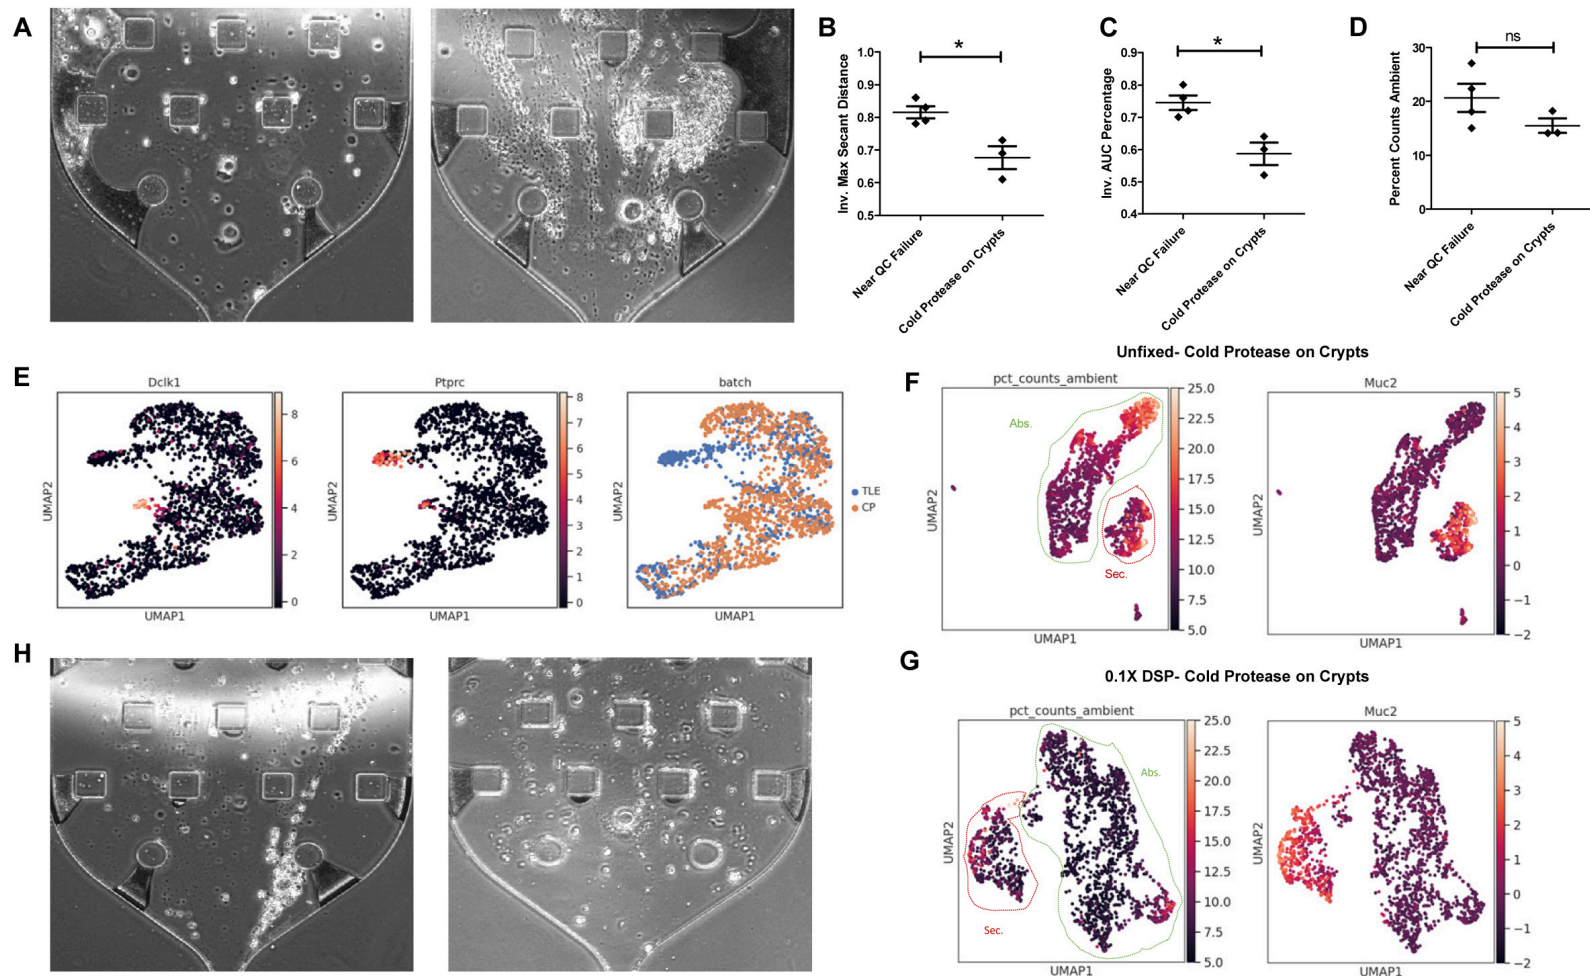 A
B
C
D
1.0
0.9
0.8
0.7
0.6
0.5
Inv. Max Secant Distance
*
Near QC Failure
Cold Protease on Crypts
0.9
0.8
0.7
0.6
0.5
0.4
Inv. AUC Percentage
*
Near QC Failure
Cold Protease on Crypts
30
20
10
0
Percent Counts Ambient
ns
Near QC Failure
Cold Protease on Crypts
E
Dclk1
UMAP2
UMAP1
8
6
4
2
0
Ptprc
UMAP2
UMAP1
8
7
6
5
4
3
2
1
0
batch
UMAP2
UMAP1
TLE
CP
Unfixed- Cold Protease on Crypts
F
pct_counts_ambient
Abs.
Sec.
UMAP2
UMAP1
25.0
22.5
20.0
17.5
15.0
12.5
10.0
7.5
5.0
Muc2
UMAP2
UMAP1
5
4
3
2
1
0
−1
−2
H
G
0.1X DSP- Cold Protease on Crypts
pct_counts_ambient
Abs.
Sec.
UMAP2
UMAP1
25.0
22.5
20.0
17.5
15.0
12.5
10.0
7.5
5.0
Muc2
UMAP2
UMAP1
5
4
3
2
1
0
−1
−2